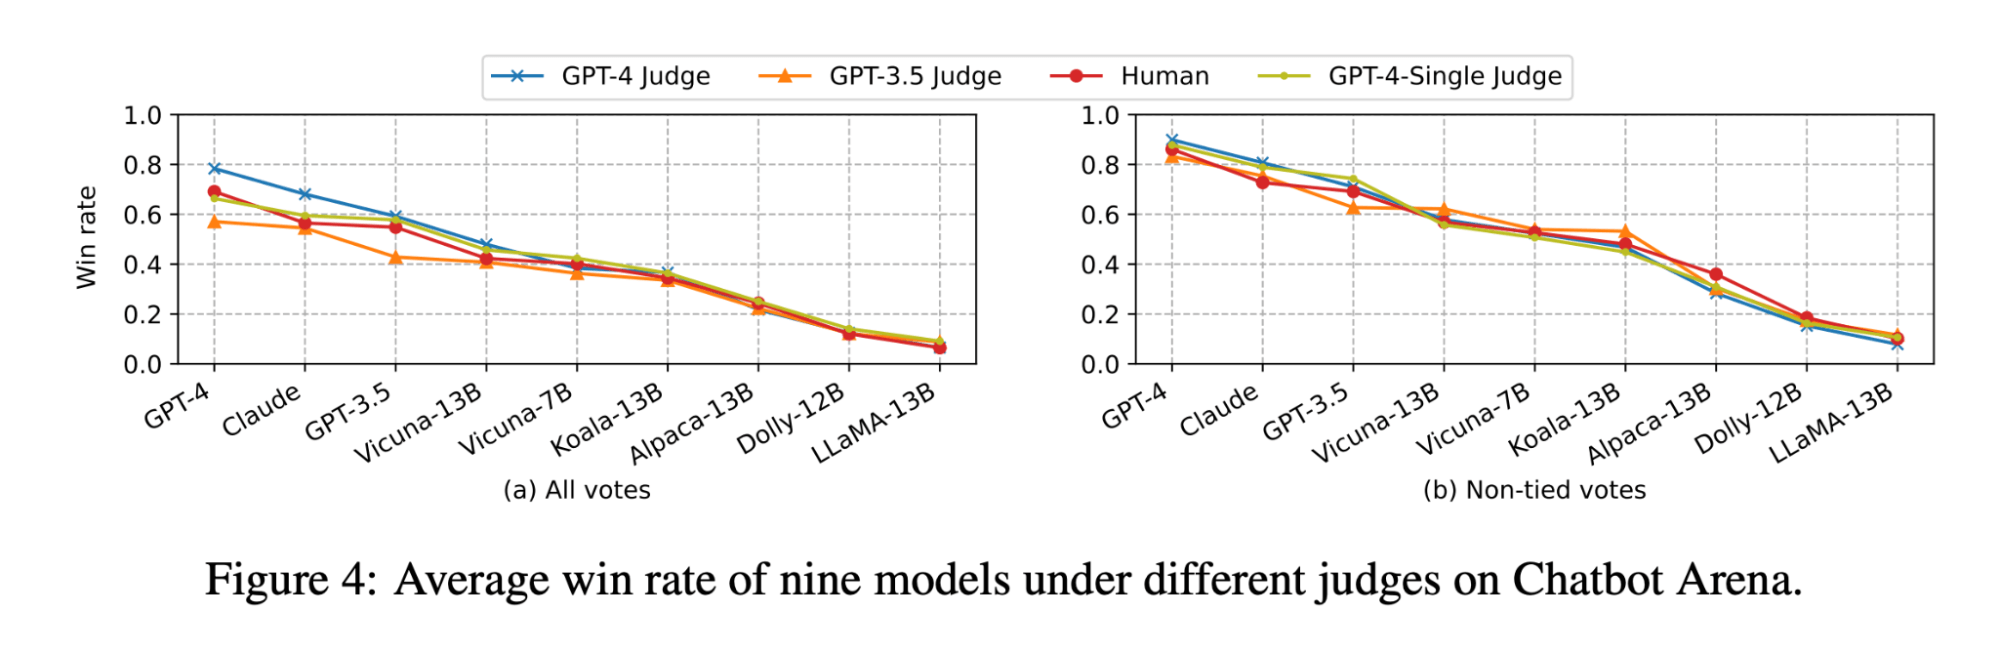 GPT-4 Judge GPT-3.5 Judge Human GPT-4-Single Judge
Win rate
1.0
0.8
0.6
0.4
0.2
0.0
GPT-4 Claude GPT-3.5 Vicuna-13B Vicuna-7B Koala-13B Alpaca-13B Dolly-12B LLaMA-13B
(a) All votes
1.0
0.8
0.6
0.4
0.2
0.0
GPT-4 Claude GPT-3.5 Vicuna-13B Vicuna-7B Koala-13B Alpaca-13B Dolly-12B LLaMA-13B
(b) Non-tied votes
Figure 4: Average win rate of nine models under different judges on Chatbot Arena.